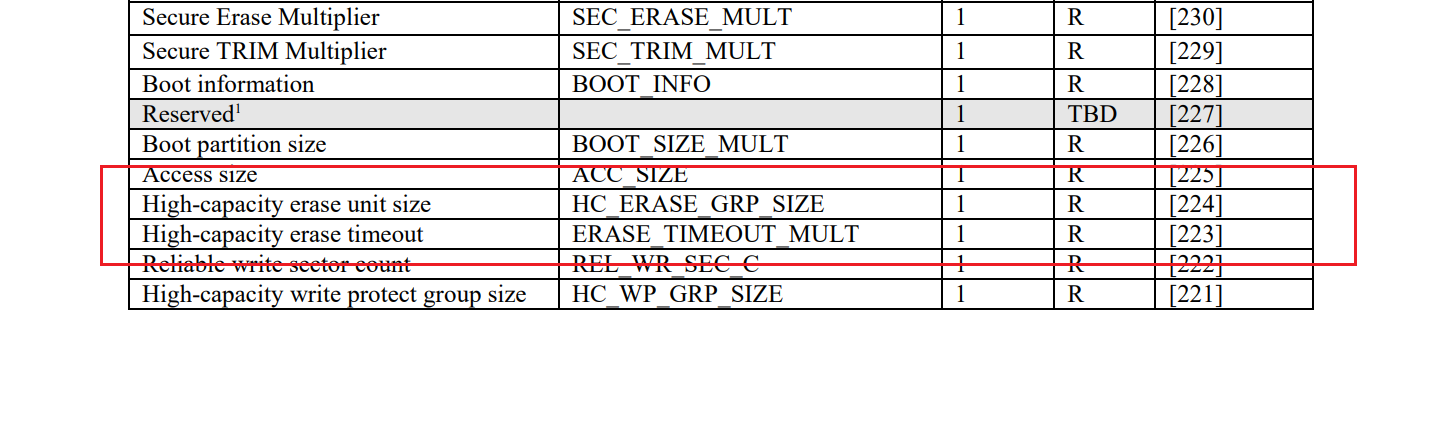 Secure Erase Multiplier SEC_ERASE_MULT 1 R [230]
Secure TRIM Multiplier SEC_TRIM_MULT 1 R [229]
Boot information BOOT_INFO 1 R [228]
Reserved1 1 TBD [227]
Boot partition size BOOT_SIZE_MULT 1 R [226]
Access size ACC_SIZE 1 R [225]
High-capacity erase unit size HC_ERASE_GRP_SIZE 1 R [224]
High-capacity erase timeout ERASE_TIMEOUT_MULT 1 R [223]
Reliable write sector count REL_WR_SEC_C 1 R [222]
High-capacity write protect group size HC_WP_GRP_SIZE 1 R [221]